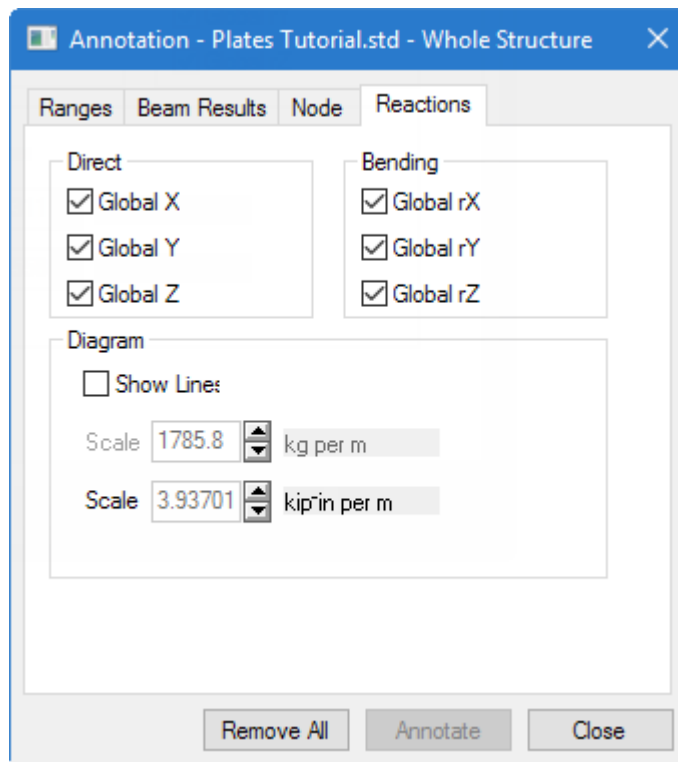 Annotation - Plates Tutorial.std - Whole Structure
Ranges Beam Results Node Reactions
Direct
Global X
Global Y
Global Z
Bending
Global rX
Global rY
Global rZ
Diagram
Show Lines
Scale 1785.8 kg per m
Scale 3.93701 kip-in per m
Remove All Annotate Close